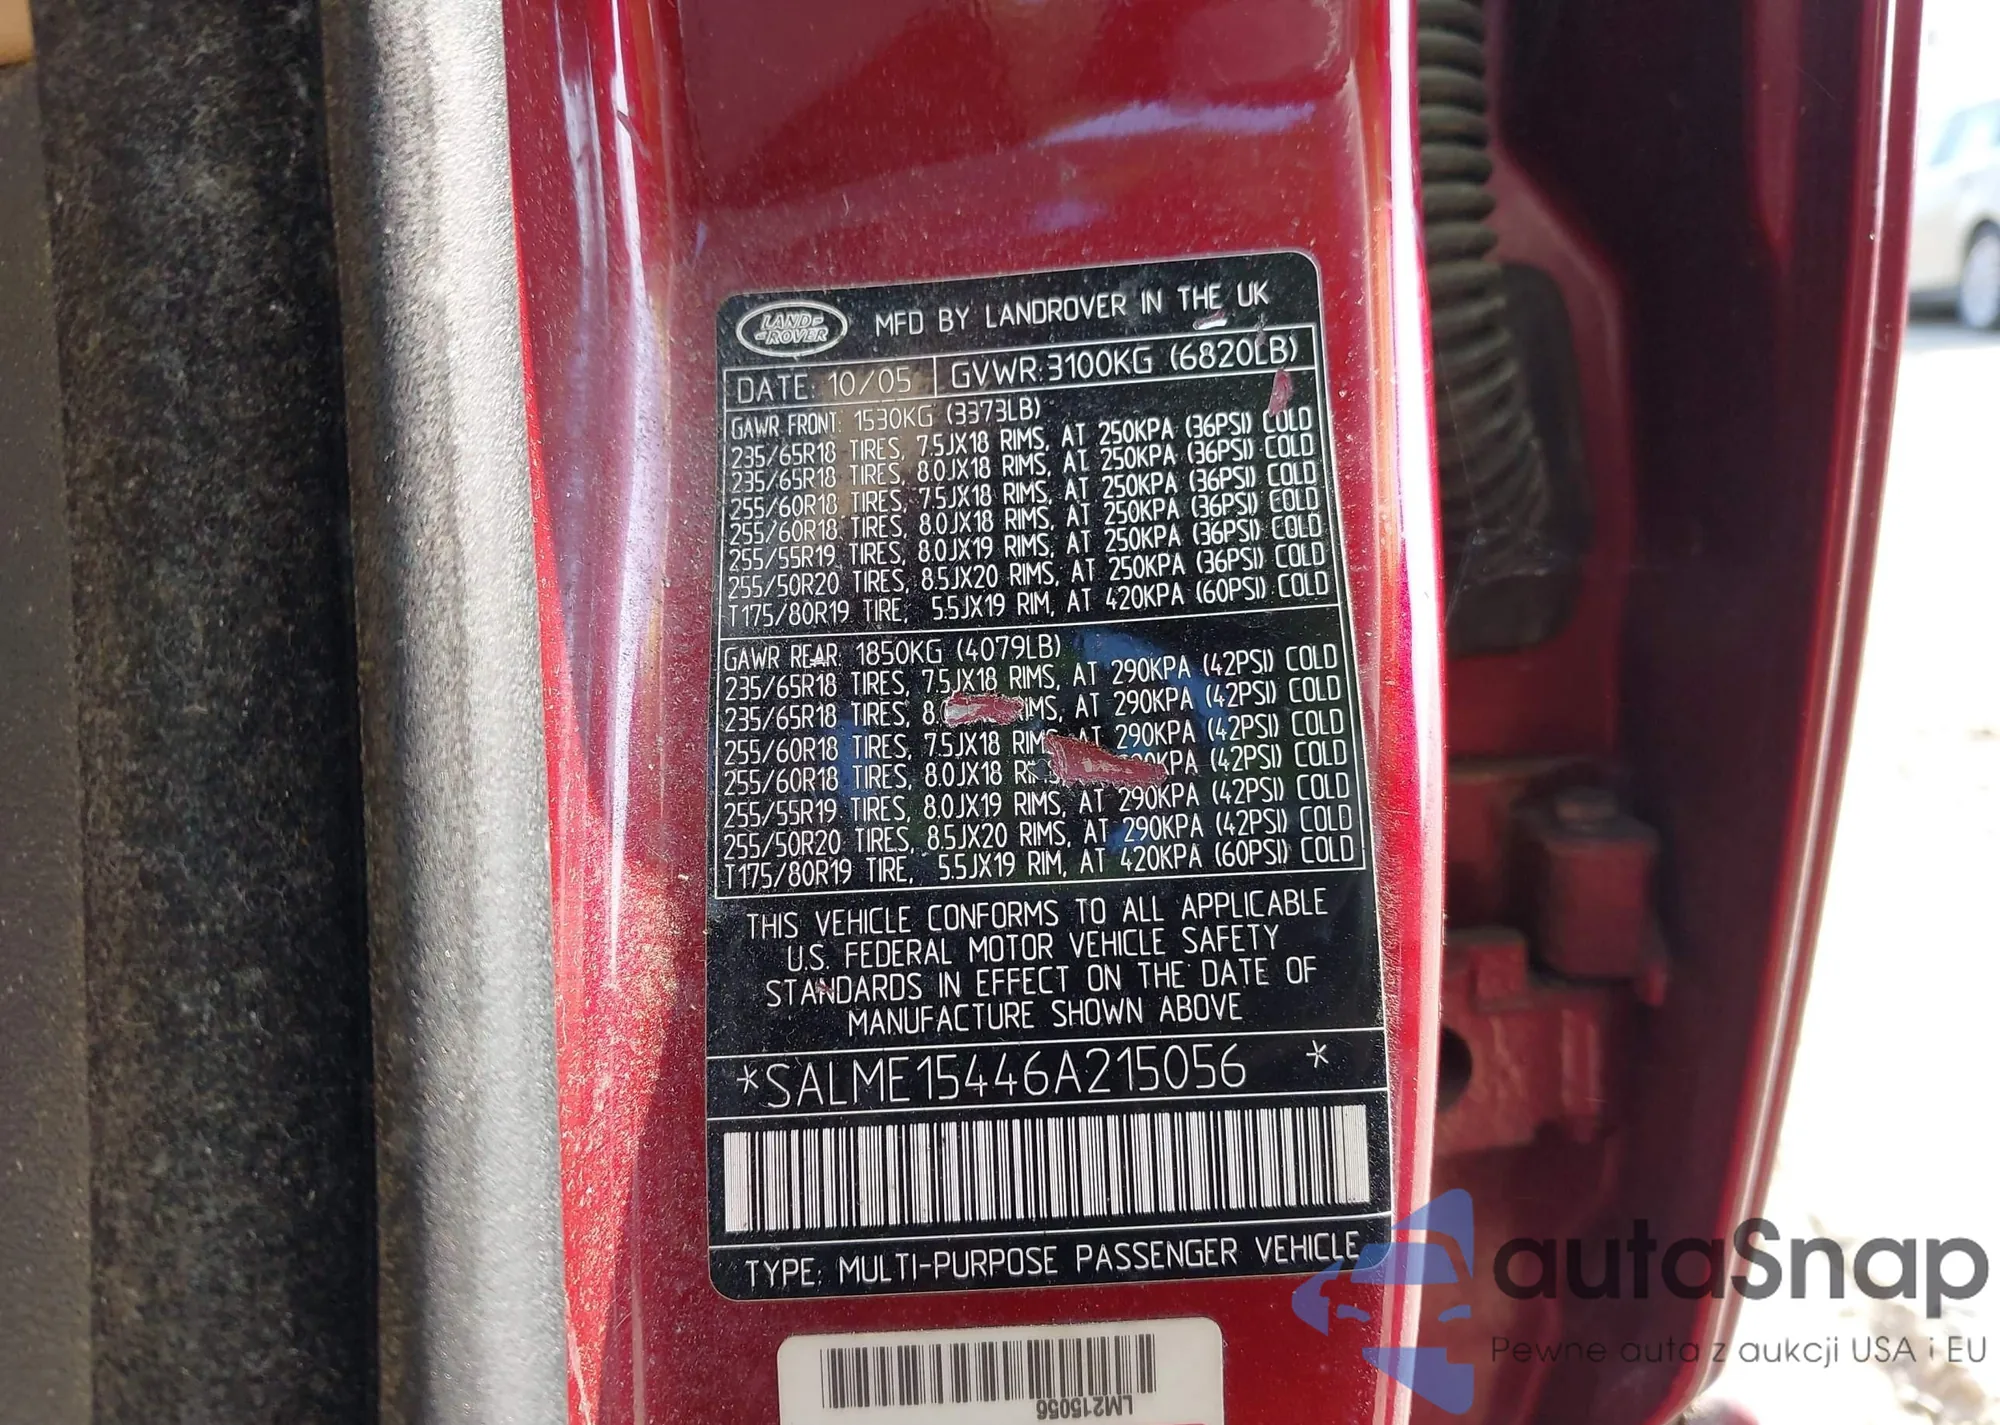 LAND-
-ROVER
MFD BY LANDROVER IN THE UK
DATE: 10/05
GVWR: 3100KG (6820LB)
GAWR FRONT: 1530KG (3373LB)
235/65R18 TIRES, 7.5JX18 RIMS, AT 250KPA (36PSI) COLD
235/65R18 TIRES, 8.0JX18 RIMS, AT 250KPA (36PSI) COLD
255/60R18 TIRES, 7.5JX18 RIMS, AT 250KPA (36PSI) COLD
255/60R18 TIRES, 8.0JX18 RIMS, AT 250KPA (36PSI) COLD
255/55R19 TIRES, 8.0JX19 RIMS, AT 250KPA (36PSI) COLD
255/50R20 TIRES, 8.5JX20 RIMS, AT 250KPA (36PSI) COLD
T175/80R19 TIRE, 5.5JX19 RIM, AT 420KPA (60PSI) COLD
GAWR REAR: 1850KG (4079LB)
235/65R18 TIRES, 7.5JX18 RIMS, AT 290KPA (42PSI) COLD
235/65R18 TIRES, RIMS, AT 290KPA (42PSI) COLD
255/60R18 TIRES, 7.5JX18 RIMS, AT 290KPA (42PSI) COLD
255/60R18 TIRES, 8.0JX18 RIMS, (42PSI) COLD
255/55R19 TIRES, 8.0JX19 RIMS, AT 290KPA (42PSI) COLD
255/50R20 TIRES, 8.5JX20 RIMS, AT 290KPA (42PSI) COLD
T175/80R19 TIRE, 5.5JX19 RIM, AT 420KPA (60PSI) COLD
THIS VEHICLE CONFORMS TO ALL APPLICABLE
U.S. FEDERAL MOTOR VEHICLE SAFETY
STANDARDS IN EFFECT ON THE DATE OF
MANUFACTURE SHOWN ABOVE
*SALME15446A215056 *
TYPE: MULTI-PURPOSE PASSENGER VEHICLE
LM215056
autaSnap
Pewne auta z aukcji USA i EU